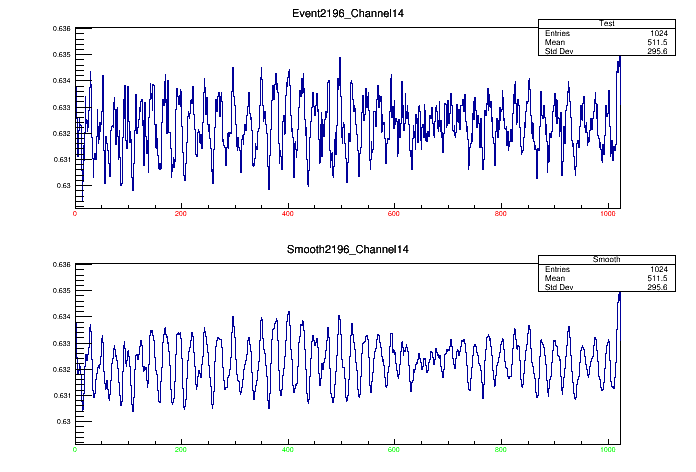 Event2196_Channel14
Test
Entries 1024
Mean 511.5
Std Dev 295.6
0.636
0.635
0.634
0.633
0.632
0.631
0.63
0 200 400 600 800 1000
Smooth2196_Channel14
Smooth
Entries 1024
Mean 511.5
Std Dev 295.6
0.636
0.635
0.634
0.633
0.632
0.631
0.63
0 200 400 600 800 1000